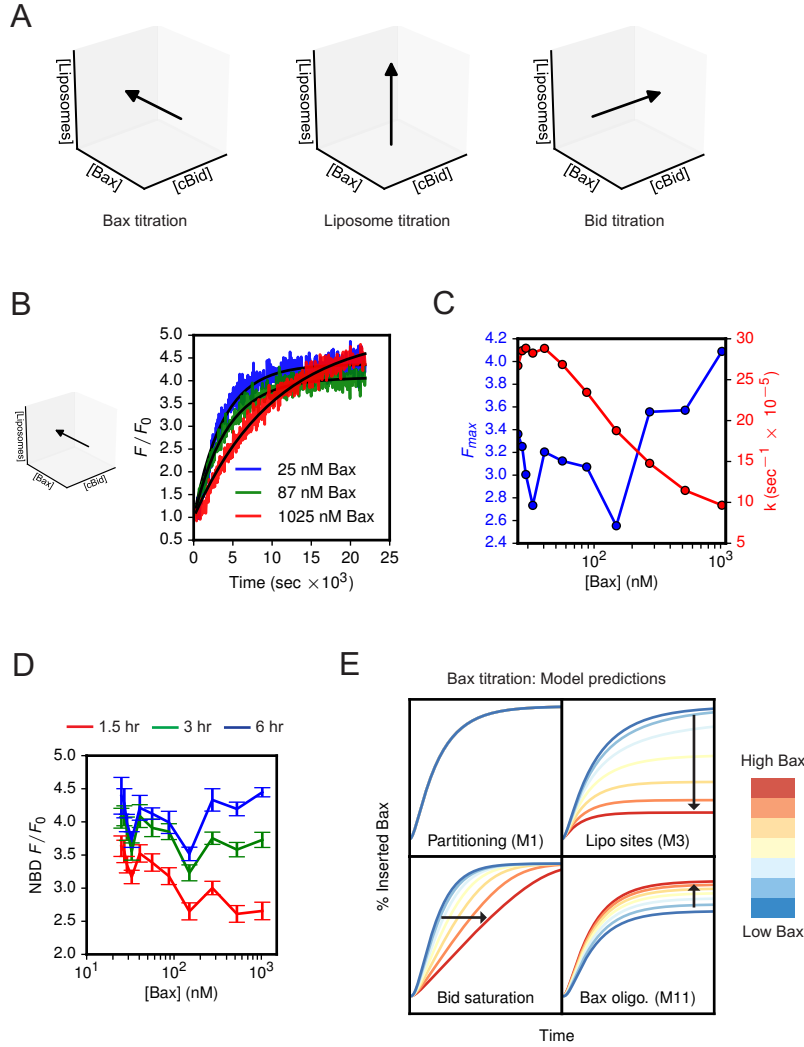 A
[Liposomes]
[Bax]
[cBid]
Bax titration
[Liposomes]
[Bax]
[cBid]
Liposome titration
[Liposomes]
[Bax]
[cBid]
Bid titration
B
[Liposomes]
[Bax]
[cBid]
F / F0
5.0
4.5
4.0
3.5
3.0
2.5
2.0
1.5
1.0
0.5
0 5 10 15 20 25
Time (sec ×10³)
25 nM Bax
87 nM Bax
1025 nM Bax
C
Fmax
4.2
4.0
3.8
3.6
3.4
3.2
3.0
2.8
2.6
2.4
30
25
20
15
10
5
k (sec⁻¹ × 10⁻⁵)
10² 10³
[Bax] (nM)
D
1.5 hr 3 hr 6 hr
NBD F/F0
5.0
4.5
4.0
3.5
3.0
2.5
2.0
10¹ 10² 10³
[Bax] (nM)
E
Bax titration: Model predictions
% Inserted Bax
Partitioning (M1)
Lipo sites (M3)
Bid saturation
Bax oligo. (M11)
Time
High Bax
Low Bax